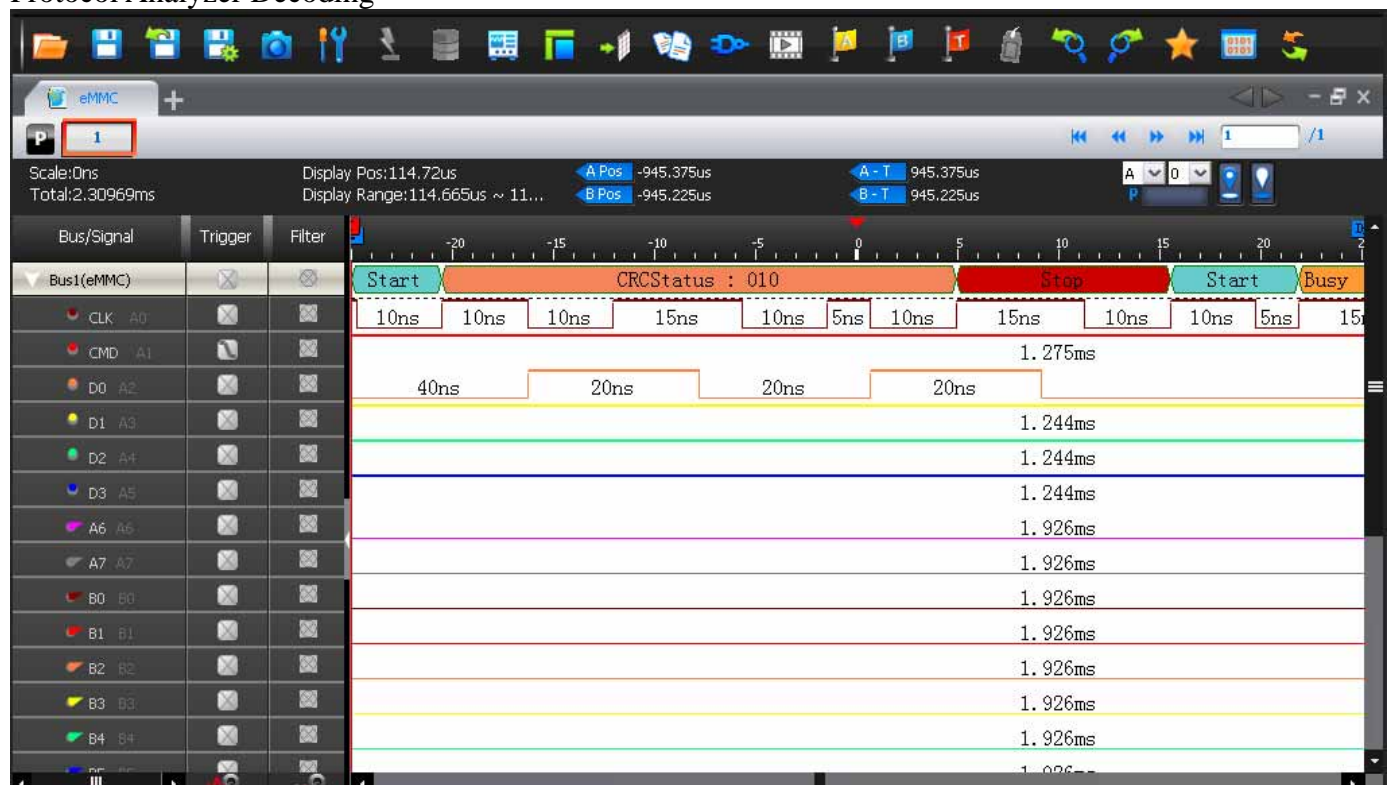 Protocol Analyzer Decoding
A B T
eMMC
P 1 1 /1
Scale:0ns Display Pos:114.72us A Pos -945.375us A - T 945.375us A 0
Total:2.30969ms Display Range:114.665us ~ 11... B Pos -945.225us B - T 945.225us P
Bus/Signal Trigger Filter -20 -15 -10 -5 0 5 10 15 20
Bus1(eMMC) Start CRCStatus : 010 Stop Start Busy
CLK A0 10ns 10ns 10ns 15ns 10ns 5ns 10ns 15ns 10ns 10ns 5ns
CMD A1 1.275ms
D0 A2 40ns 20ns 20ns 20ns
D1 A3 1.244ms
D2 A4 1.244ms
D3 A5 1.244ms
A6 A6 1.926ms
A7 A7 1.926ms
B0 B0 1.926ms
B1 B1 1.926ms
B2 B2 1.926ms
B3 B3 1.926ms
B4 B4 1.926ms